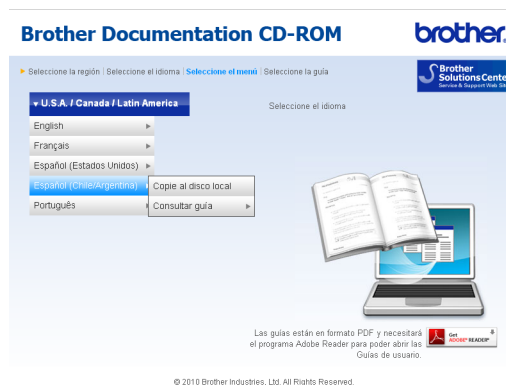 Brother Documentation CD-ROM
brother
Seleccione la región | Seleccione el idioma | Seleccione el menú | Seleccione la guía
Brother
Solutions Cente
Service & Support Web Sit
U.S.A. / Canada / Latin America
Seleccione el idioma
English
Français
Español (Estados Unidos)
Español (Chile/Argentina)
Copie al disco local
Português
Consultar guía
Las guías están en formato PDF y necesitará
el programa Adobe Reader para poder abrir las
Guías de usuario.
Get
ADOBE® READER®
© 2010 Brother Industries, Ltd. All Rights Reserved.